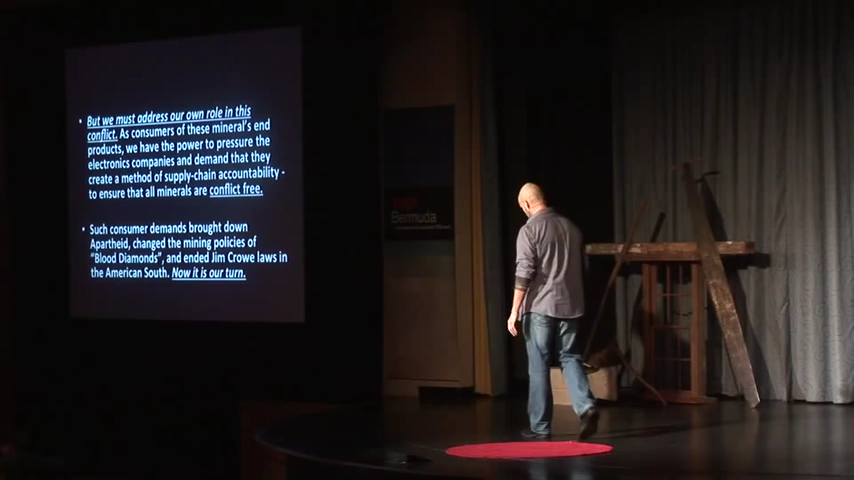 • But we must address our own role in this
conflict. As consumers of these mineral's end
products, we have the power to pressure the
electronics companies and demand that they
create a method of supply-chain accountability -
to ensure that all minerals are conflict free.
• Such consumer demands brought down
Apartheid, changed the mining policies of
"Blood Diamonds", and ended Jim Crowe laws in
the American South. Now it is our turn.
Bermuda